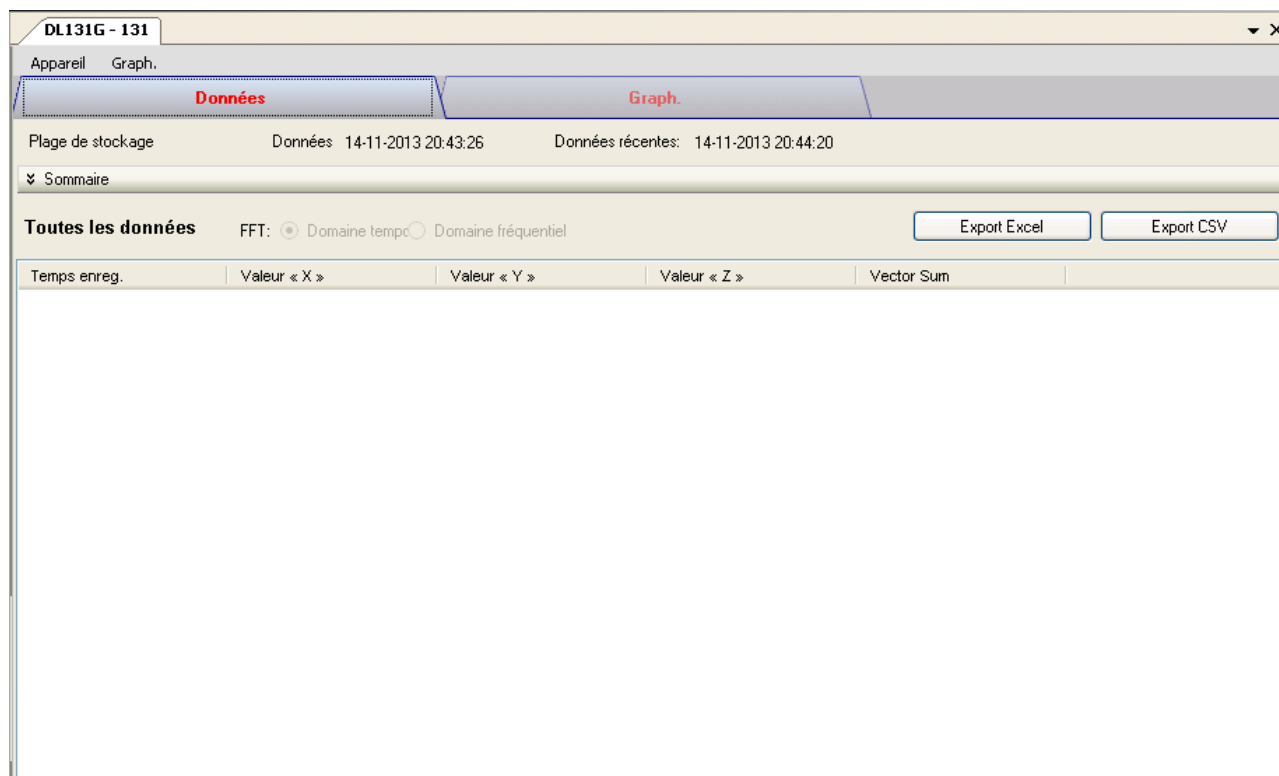 DL131G - 131
Appareil Graph.
Données Graph.
Plage de stockage Données 14-11-2013 20:43:26 Données récentes: 14-11-2013 20:44:20
Sommaire
Toutes les données FFT: Domaine tempo Domaine fréquentiel Export Excel Export CSV
Temps enreg. Valeur « X » Valeur « Y » Valeur « Z » Vector Sum